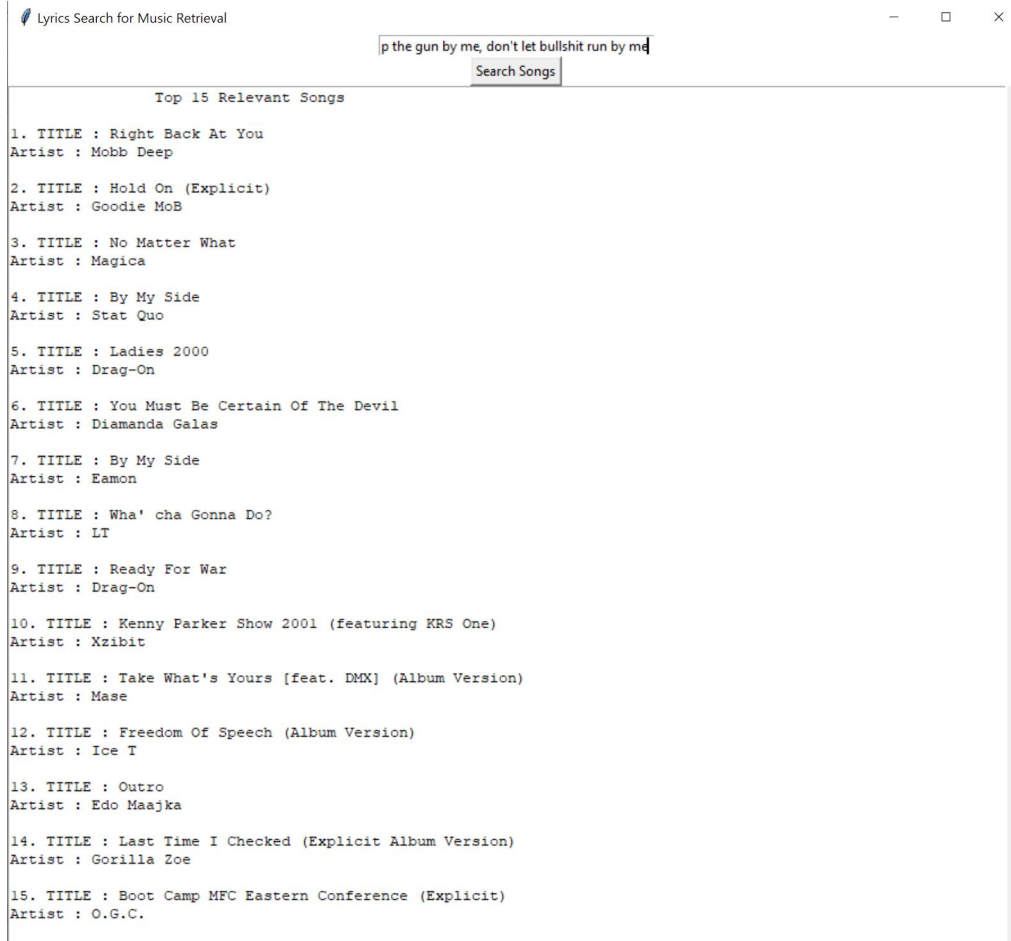 Lyrics Search for Music Retrieval
p the gun by me, don't let bullshit run by me
Search Songs
Top 15 Relevant Songs
1. TITLE : Right Back At You
Artist : Mobb Deep
2. TITLE : Hold On (Explicit)
Artist : Goodie MoB
3. TITLE : No Matter What
Artist : Magica
4. TITLE : By My Side
Artist : Stat Quo
5. TITLE : Ladies 2000
Artist : Drag-On
6. TITLE : You Must Be Certain Of The Devil
Artist : Diamanda Galas
7. TITLE : By My Side
Artist : Eamon
8. TITLE : Wha' cha Gonna Do?
Artist : LT
9. TITLE : Ready For War
Artist : Drag-On
10. TITLE : Kenny Parker Show 2001 (featuring KRS One)
Artist : Xzibit
11. TITLE : Take What's Yours [feat. DMX] (Album Version)
Artist : Mase
12. TITLE : Freedom Of Speech (Album Version)
Artist : Ice T
13. TITLE : Outro
Artist : Edo Maajka
14. TITLE : Last Time I Checked (Explicit Album Version)
Artist : Gorilla Zoe
15. TITLE : Boot Camp MFC Eastern Conference (Explicit)
Artist : O.G.C.